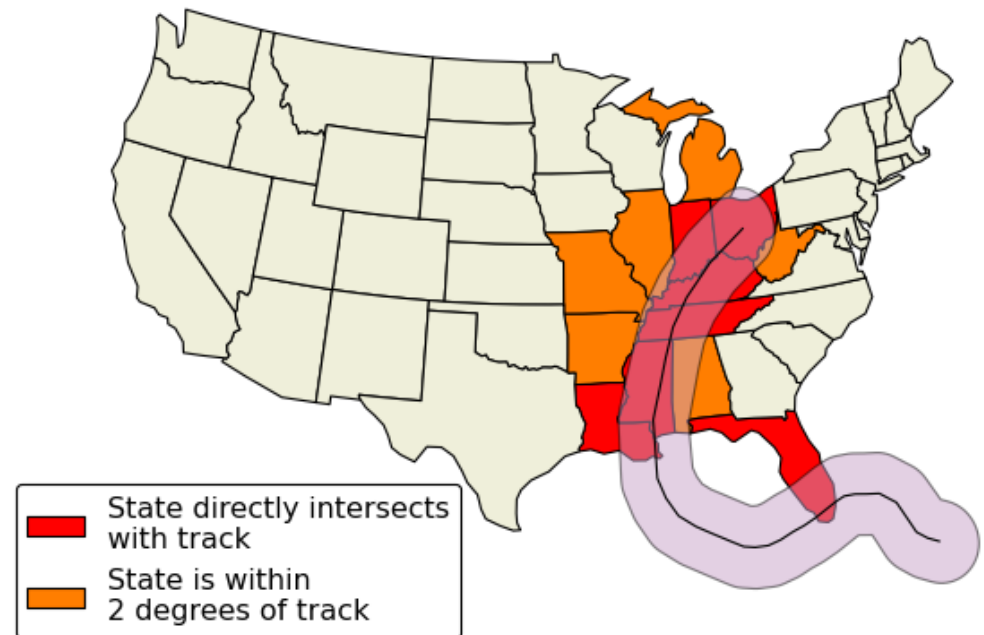 State directly intersects
with track
State is within
2 degrees of track